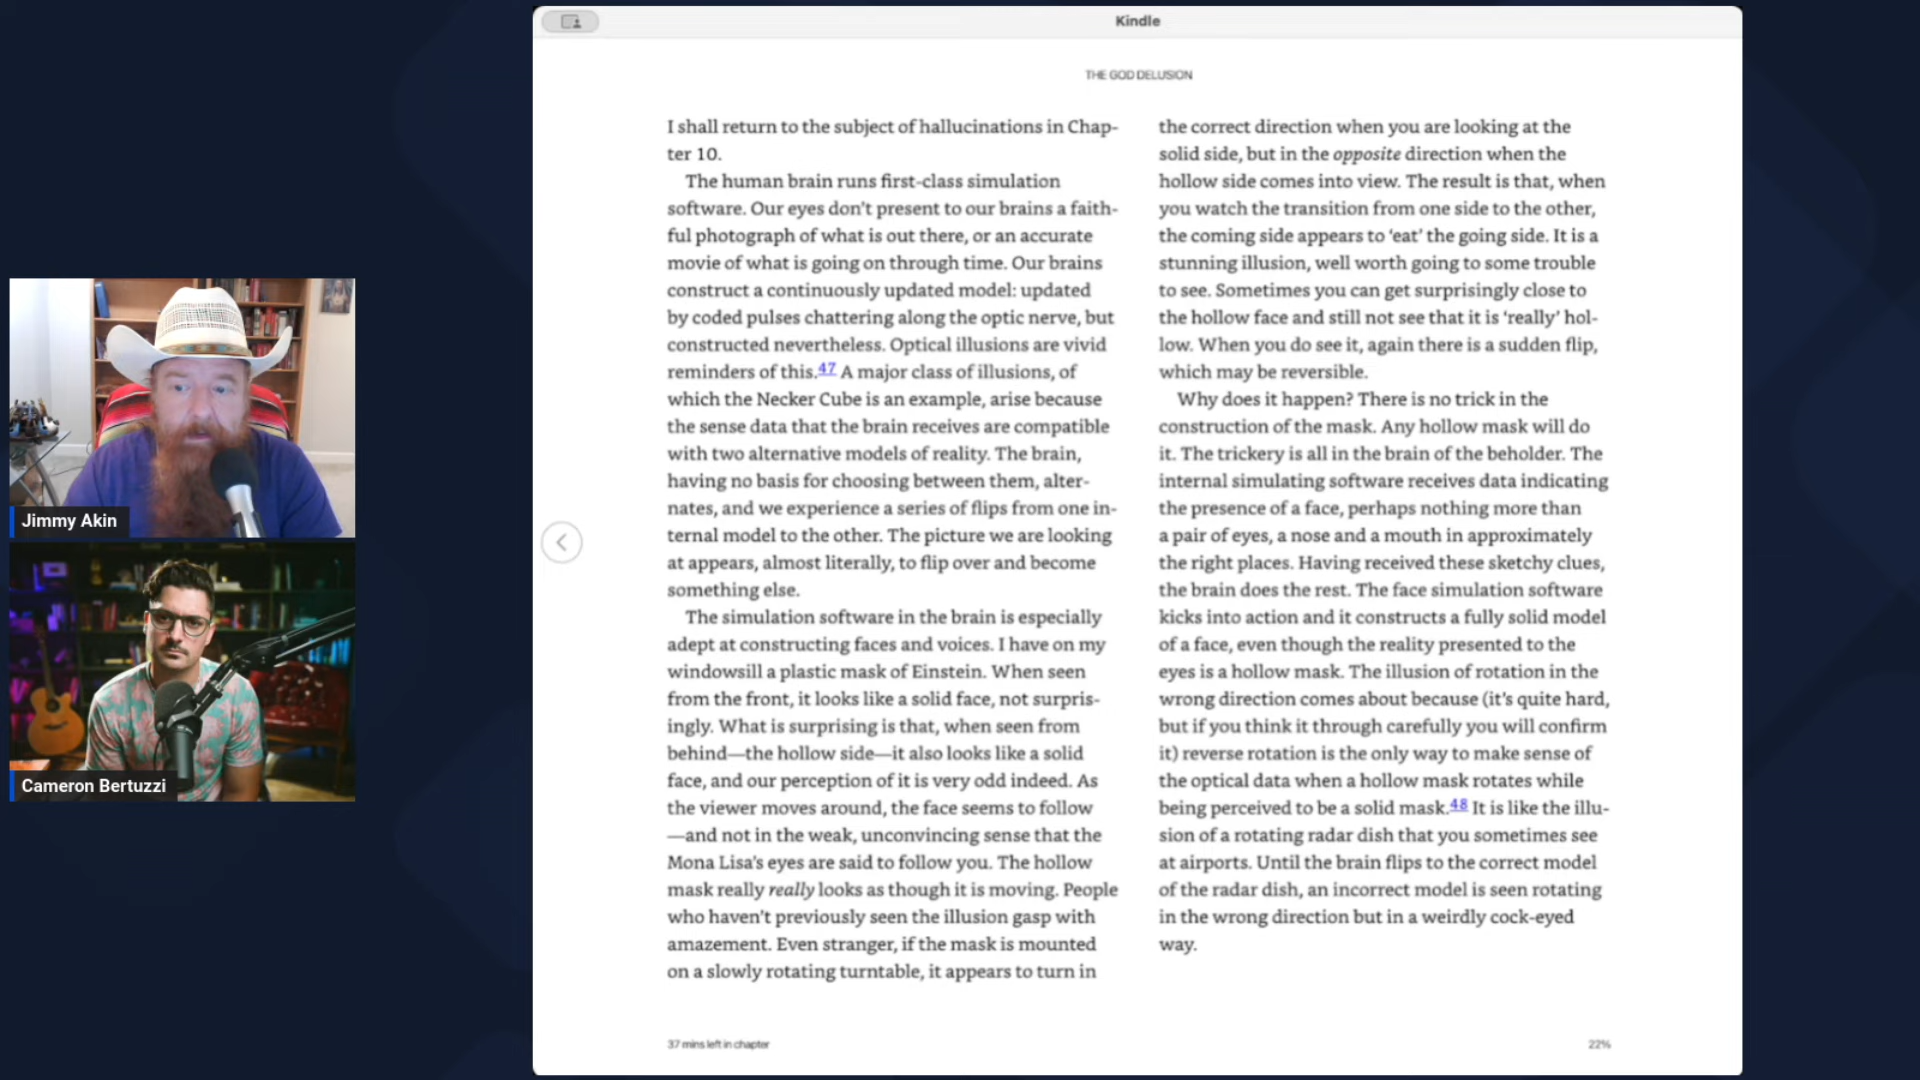 Kindle
THE GOD DELUSION
I shall return to the subject of hallucinations in Chap-
ter 10.
The human brain runs first-class simulation
software. Our eyes don't present to our brains a faith-
ful photograph of what is out there, or an accurate
movie of what is going on through time. Our brains
construct a continuously updated model: updated
by coded pulses chattering along the optic nerve, but
constructed nevertheless. Optical illusions are vivid
reminders of this.47 A major class of illusions, of
which the Necker Cube is an example, arise because
the sense data that the brain receives are compatible
with two alternative models of reality. The brain,
having no basis for choosing between them, alter-
nates, and we experience a series of flips from one in-
ternal model to the other. The picture we are looking
at appears, almost literally, to flip over and become
something else.
The simulation software in the brain is especially
adept at constructing faces and voices. I have on my
windowsill a plastic mask of Einstein. When seen
from the front, it looks like a solid face, not surpris-
ingly. What is surprising is that, when seen from
behind—the hollow side—it also looks like a solid
face, and our perception of it is very odd indeed. As
the viewer moves around, the face seems to follow
—and not in the weak, unconvincing sense that the
Mona Lisa's eyes are said to follow you. The hollow
mask really really looks as though it is moving. People
who haven't previously seen the illusion gasp with
amazement. Even stranger, if the mask is mounted
on a slowly rotating turntable, it appears to turn in
the correct direction when you are looking at the
solid side, but in the opposite direction when the
hollow side comes into view. The result is that, when
you watch the transition from one side to the other,
the coming side appears to 'eat' the going side. It is a
stunning illusion, well worth going to some trouble
to see. Sometimes you can get surprisingly close to
the hollow face and still not see that it is 'really' hol-
low. When you do see it, again there is a sudden flip,
which may be reversible.
Why does it happen? There is no trick in the
construction of the mask. Any hollow mask will do
it. The trickery is all in the brain of the beholder. The
internal simulating software receives data indicating
the presence of a face, perhaps nothing more than
a pair of eyes, a nose and a mouth in approximately
the right places. Having received these sketchy clues,
the brain does the rest. The face simulation software
kicks into action and it constructs a fully solid model
of a face, even though the reality presented to the
eyes is a hollow mask. The illusion of rotation in the
wrong direction comes about because (it's quite hard,
but if you think it through carefully you will confirm
it) reverse rotation is the only way to make sense of
the optical data when a hollow mask rotates while
being perceived to be a solid mask.48 It is like the illu-
sion of a rotating radar dish that you sometimes see
at airports. Until the brain flips to the correct model
of the radar dish, an incorrect model is seen rotating
in the wrong direction but in a weirdly cock-eyed
way.
37 mins left in chapter
22%
Jimmy Akin
Cameron Bertuzzi